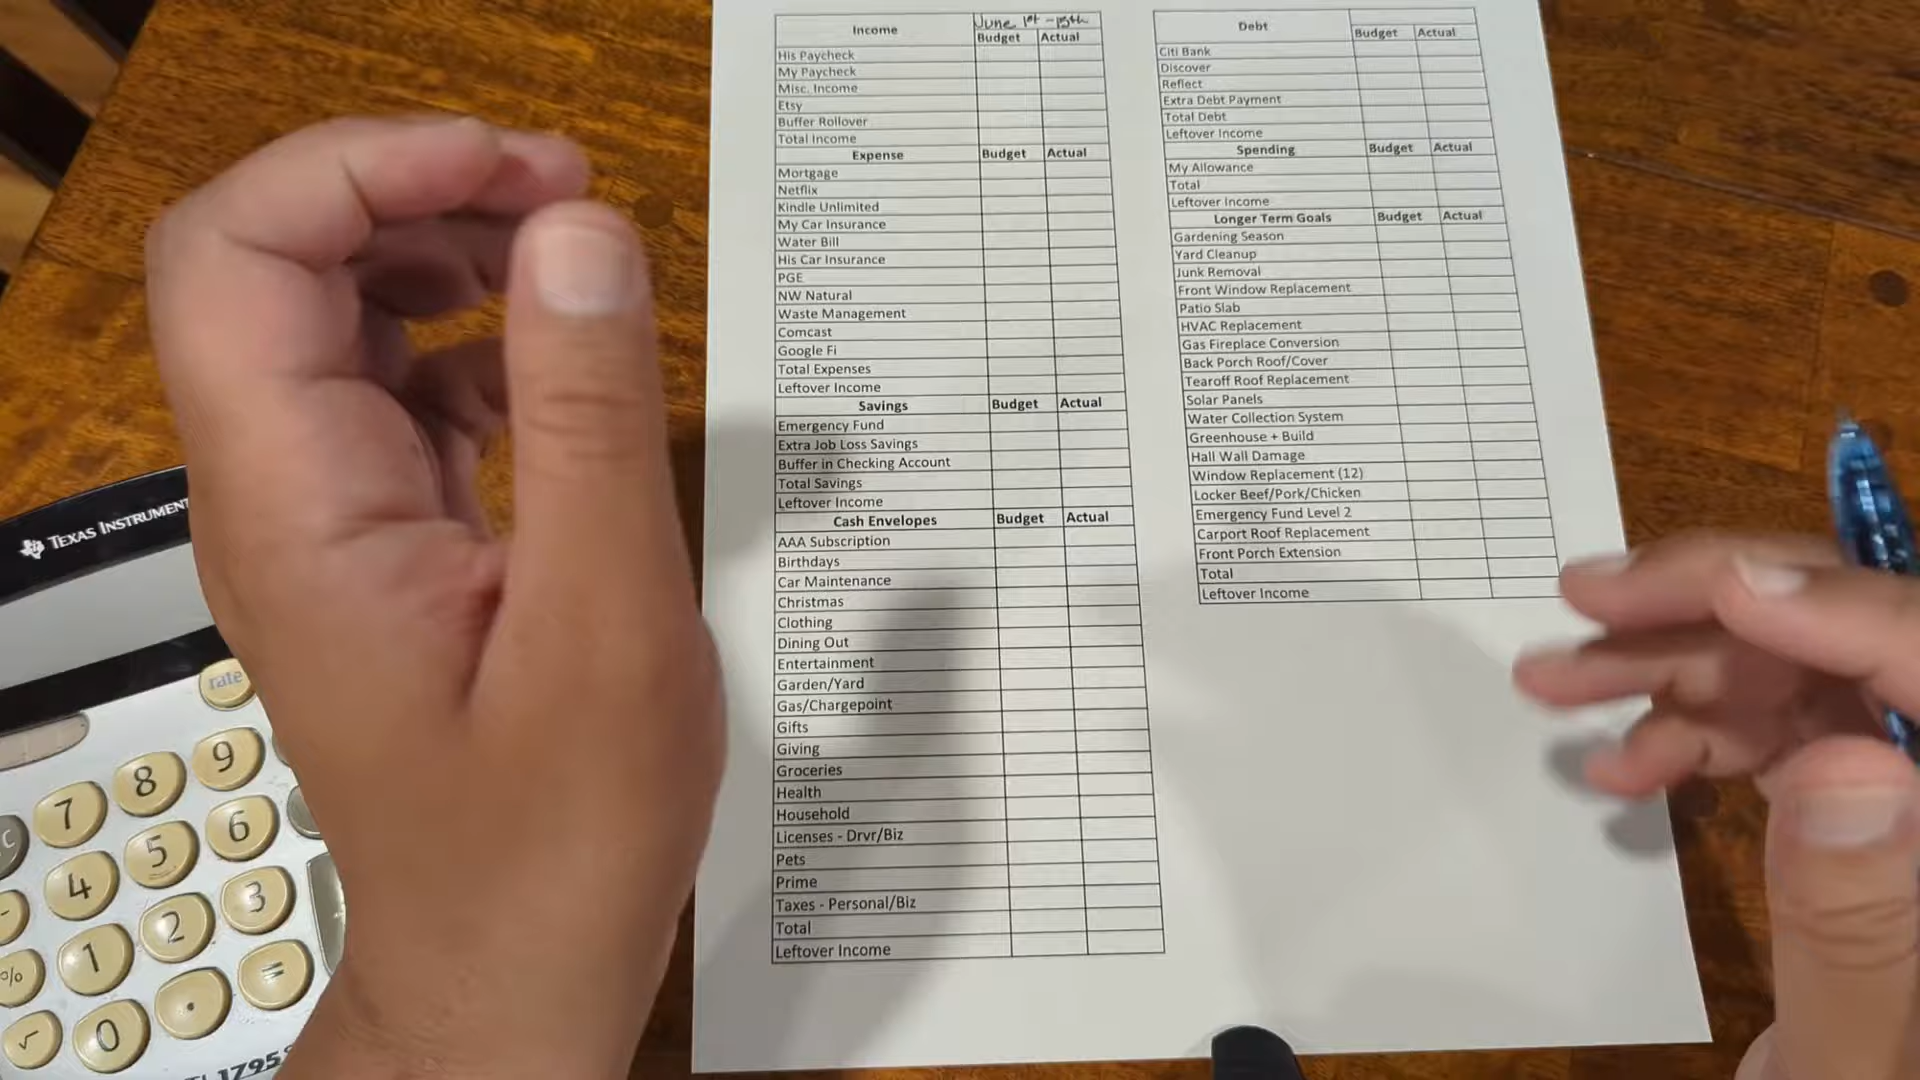 June 1st - 15th
Income
Budget Actual
His Paycheck
My Paycheck
Misc. Income
Etsy
Buffer Rollover
Total Income
Expense Budget Actual
Mortgage
Netflix
Kindle Unlimited
My Car Insurance
Water Bill
His Car Insurance
PGE
NW Natural
Waste Management
Comcast
Google Fi
Total Expenses
Leftover Income
Savings Budget Actual
Emergency Fund
Extra Job Loss Savings
Buffer in Checking Account
Total Savings
Leftover Income
Cash Envelopes Budget Actual
AAA Subscription
Birthdays
Car Maintenance
Christmas
Clothing
Dining Out
Entertainment
Garden/Yard
Gas/Chargepoint
Gifts
Giving
Groceries
Health
Household
Licenses - Drvr/Biz
Pets
Prime
Taxes - Personal/Biz
Total
Leftover Income
Debt
Budget Actual
Citi Bank
Discover
Reflect
Extra Debt Payment
Total Debt
Leftover Income
Spending Budget Actual
My Allowance
Total
Leftover Income
Longer Term Goals Budget Actual
Gardening Season
Yard Cleanup
Junk Removal
Front Window Replacement
Patio Slab
HVAC Replacement
Gas Fireplace Conversion
Back Porch Roof/Cover
Tearoff Roof Replacement
Solar Panels
Water Collection System
Greenhouse + Build
Hall Wall Damage
Window Replacement (12)
Locker Beef/Pork/Chicken
Emergency Fund Level 2
Carport Roof Replacement
Front Porch Extension
Total
Leftover Income
TEXAS INSTRUMENT
rate
7 8 9
4 5 6
- 1 2 3
% 0 . =
√
1795